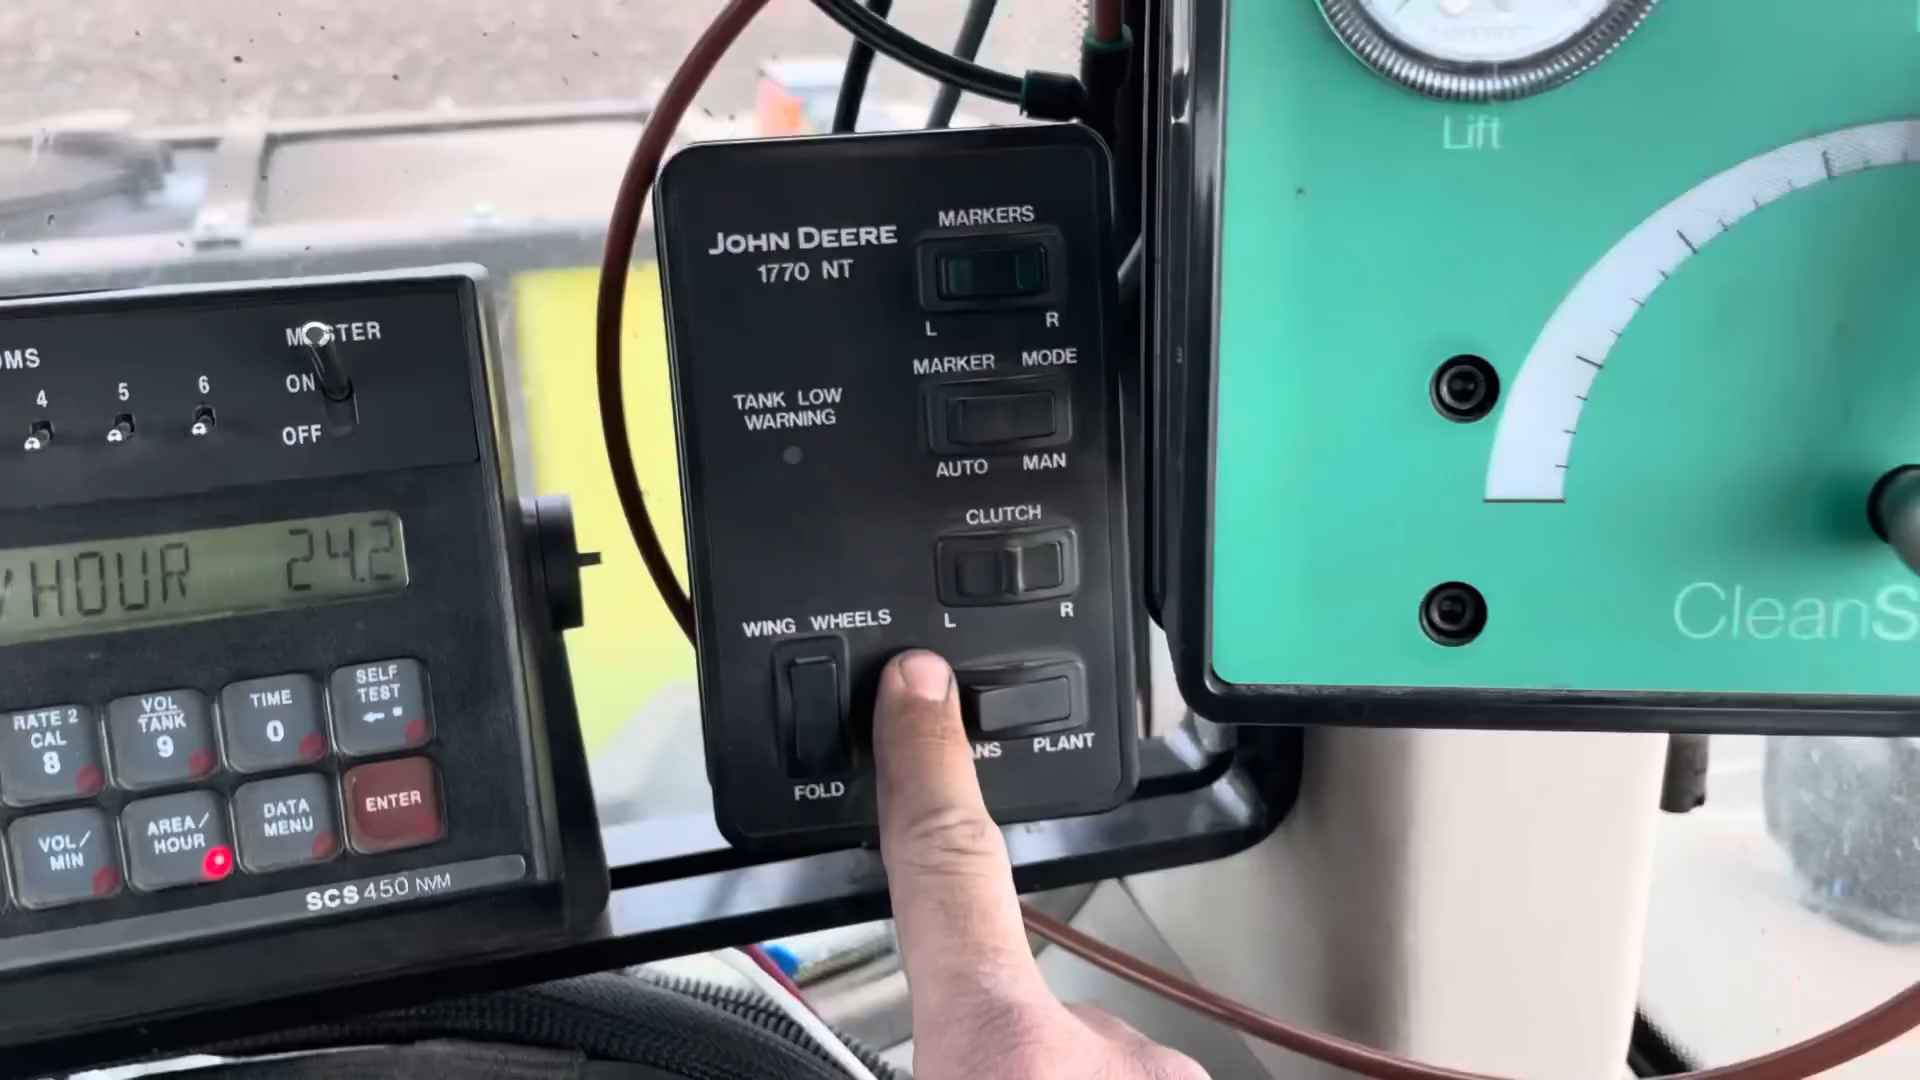 MASTER
ON
OFF
4 5 6
HOUR 24.2
RATE 2
CAL
8
VOL
TANK
9
TIME
0
SELF
TEST
VOL/
MIN
AREA/
HOUR
DATA
MENU
ENTER
SCS 450 NVM
JOHN DEERE
1770 NT
MARKERS
L R
MARKER MODE
AUTO MAN
TANK LOW
WARNING
CLUTCH
L R
WING WHEELS
FOLD
PLANT
Lift
CleanS